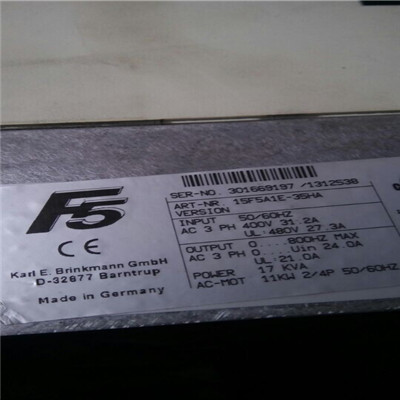 F5
CE
Karl E. Brinkmann GmbH
D-32677 Barntrup
Made in Germany
SER-NO. 301669197 /1312538
ART-NR. 15F5A1E-35HA
VERSION
INPUT 50/60HZ
AC 3 PH 400V 31.2A
UL:480V 27.3A
OUTPUT 0...800HZ MAX
AC 3 PH 0...Uin 24.0A
UL:21.0A
POWER 17 KVA
AC-MOT 11KW 2/4P 50/60HZ